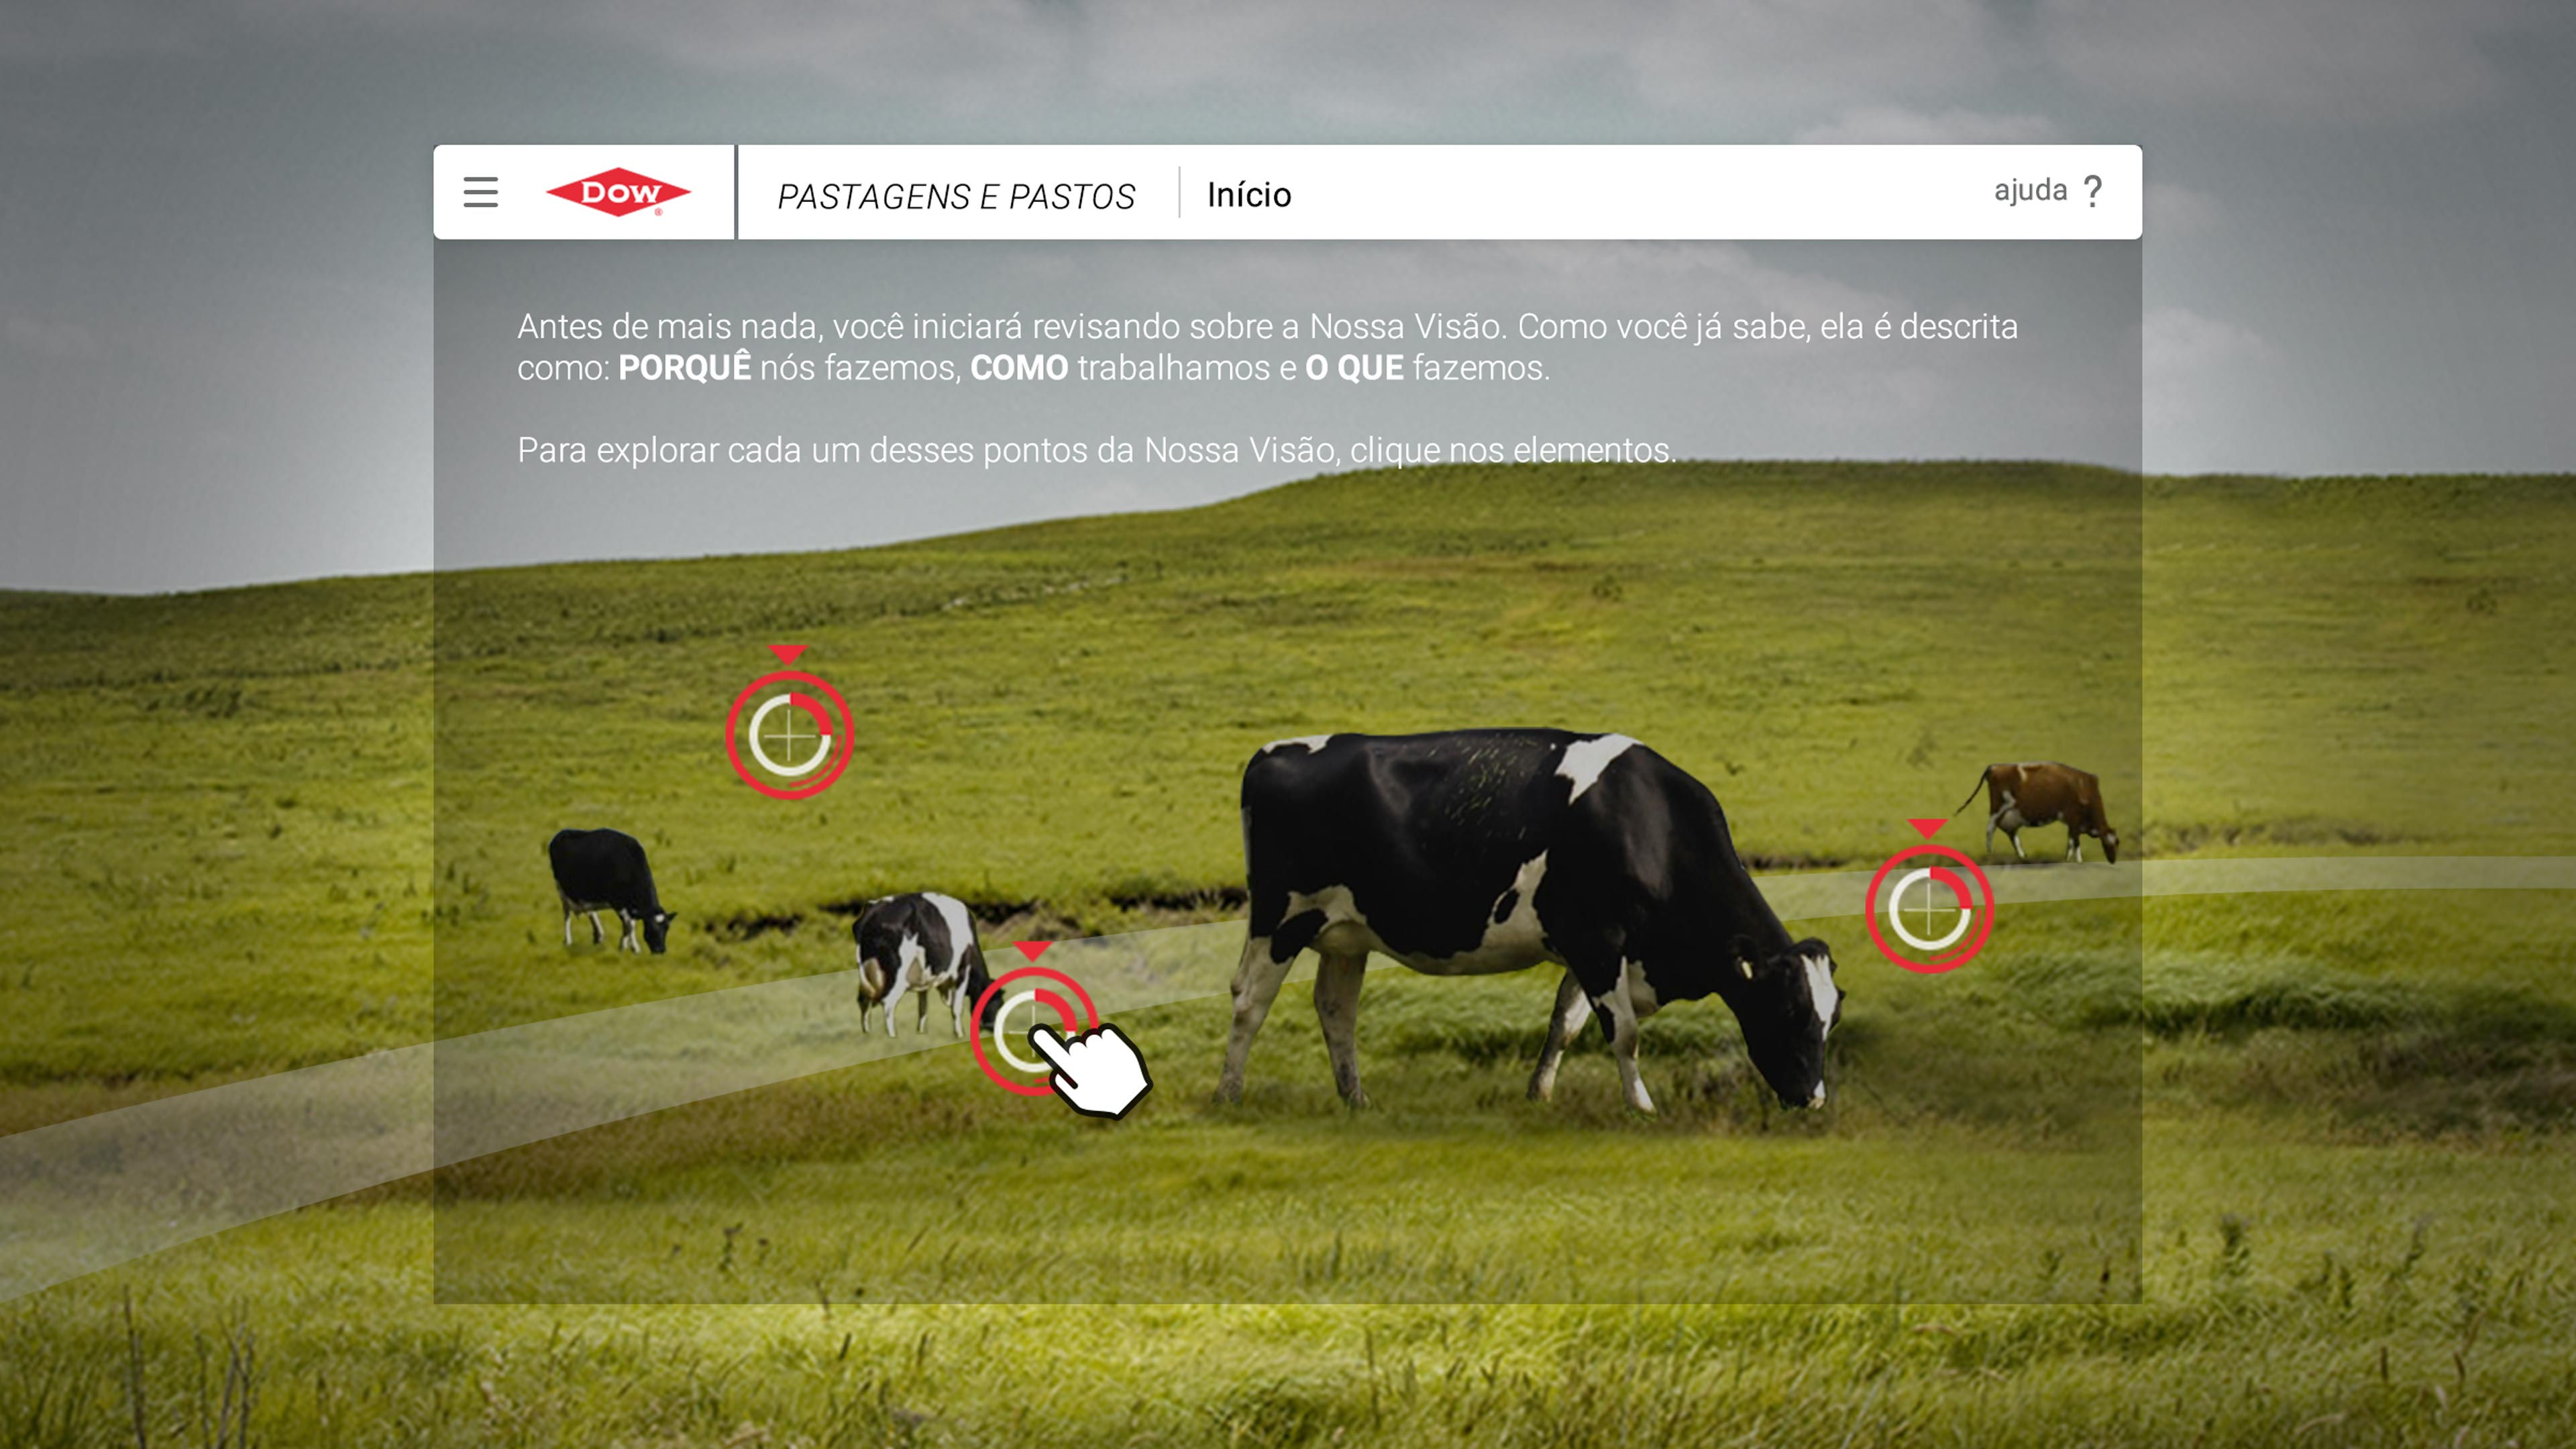 DOW
PASTAGENS E PASTOS
Início
ajuda ?
Antes de mais nada, você iniciará revisando sobre a Nossa Visão. Como você já sabe, ela é descrita
como: PORQUÊ nós fazemos, COMO trabalhamos e O QUE fazemos.
Para explorar cada um desses pontos da Nossa Visão, clique nos elementos.